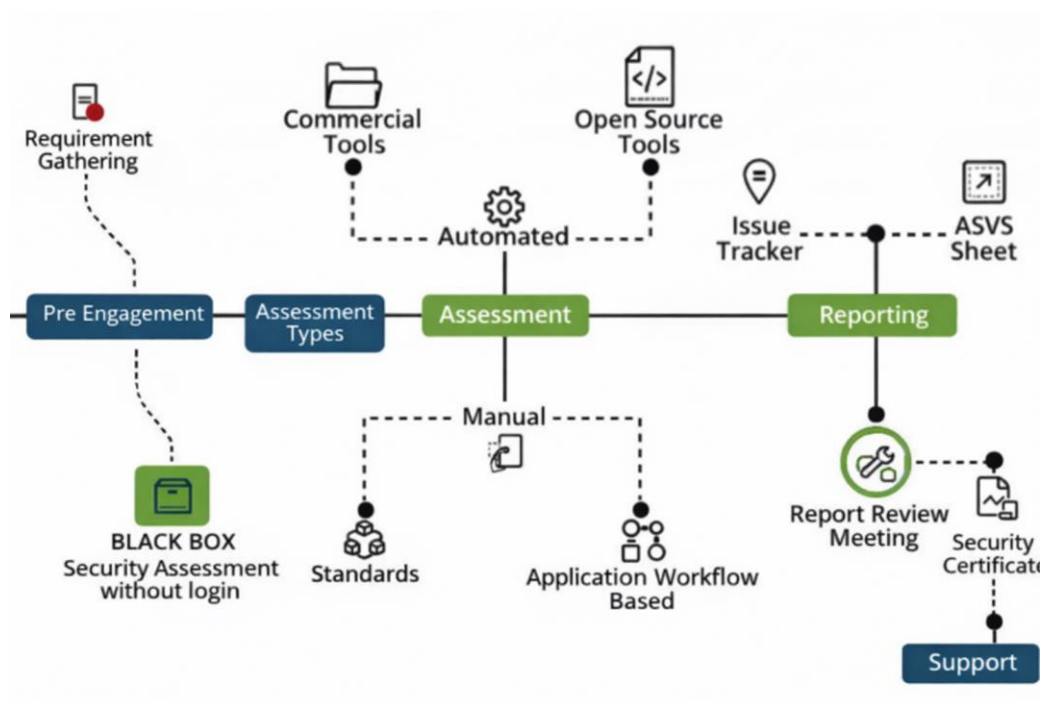 Requirement
Gathering
Commercial
Tools
Open Source
Tools
Automated
Issue
Tracker
ASVS
Sheet
Pre Engagement
Assessment
Types
Assessment
Reporting
Manual
BLACK BOX
Security Assessment
without login
Standards
Application Workflow
Based
Report Review
Meeting
Security
Certificate
Support